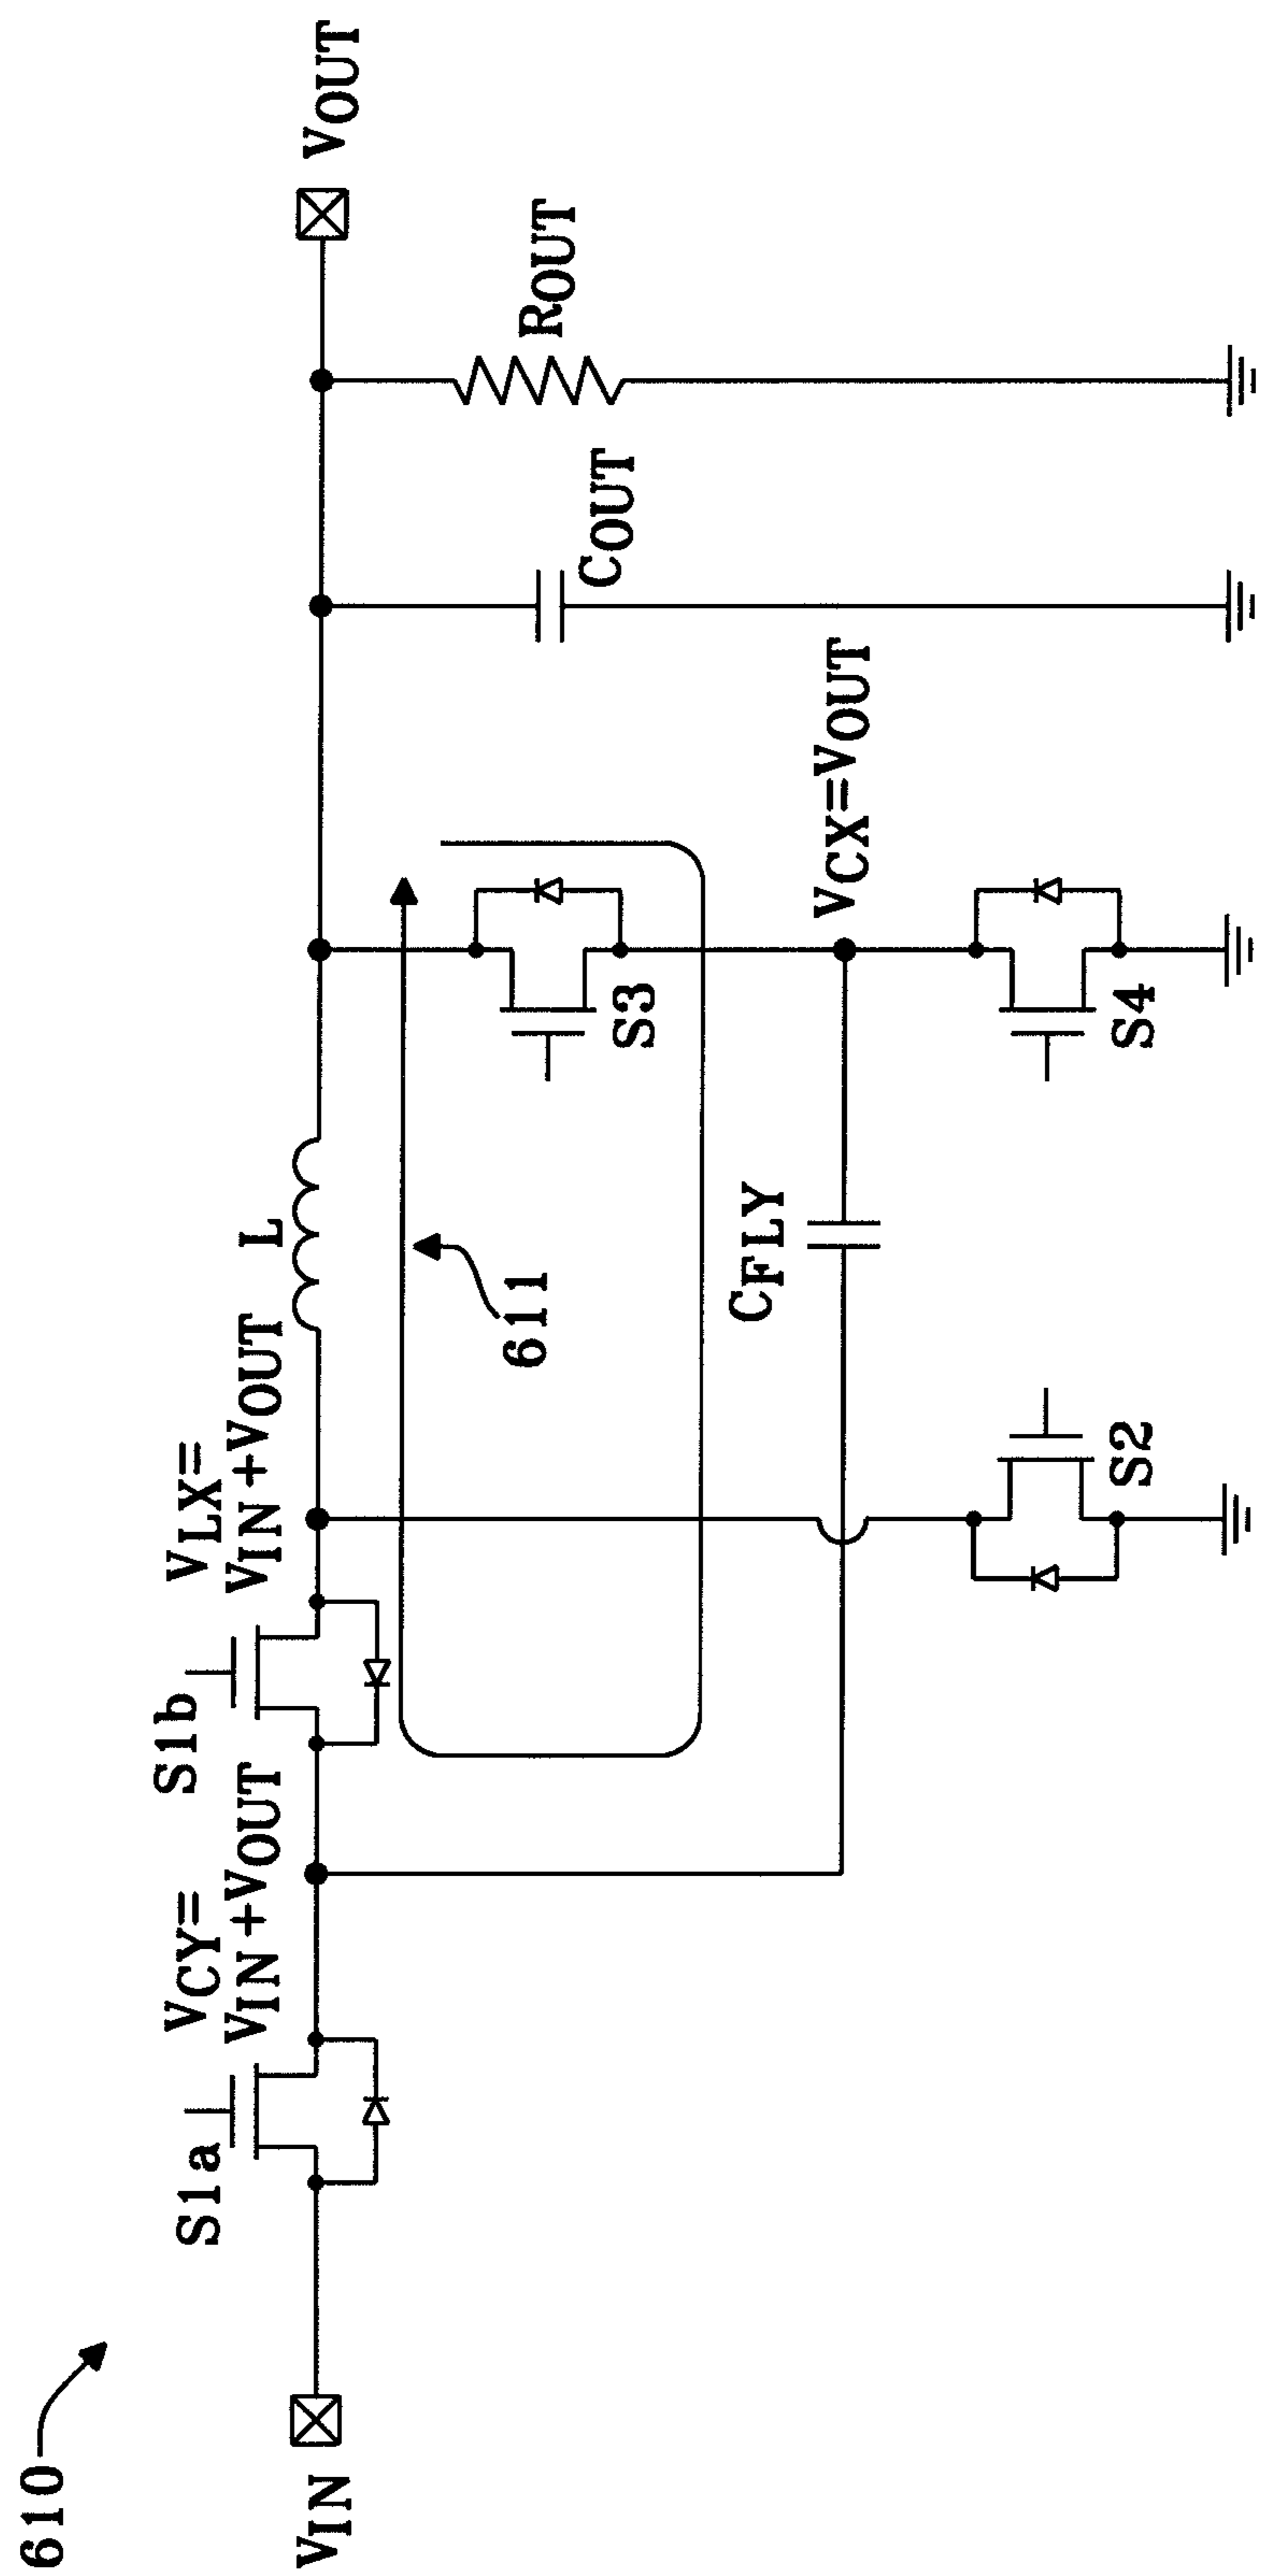 610
VIN
S1a
VCY=
VIN+VOUT
S1b
VLX=
VIN+VOUT
L
VOUT
611
S3
CFLY
VCX=VOUT
COUT
ROUT
S2
S4